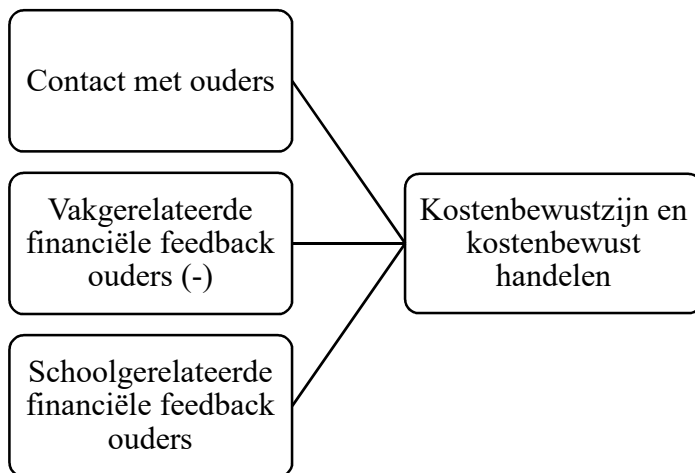 Contact met ouders
Vakgerelateerde
financiële feedback
ouders (-)
Schoolgerelateerde
financiële feedback
ouders
Kostenbewustzijn en
kostenbewust
handelen